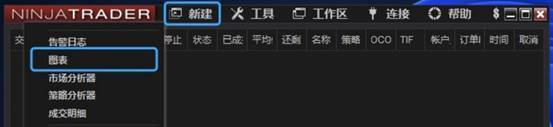 NINJATRADER 新建 工具 工作区 连接 帮助 $
交 停止 状态 已成 平均 还剩 名称 策略 OCO TIF 帐户 订单 时间 取消
告警日志
图表
市场分析器
策略分析器
成交明细